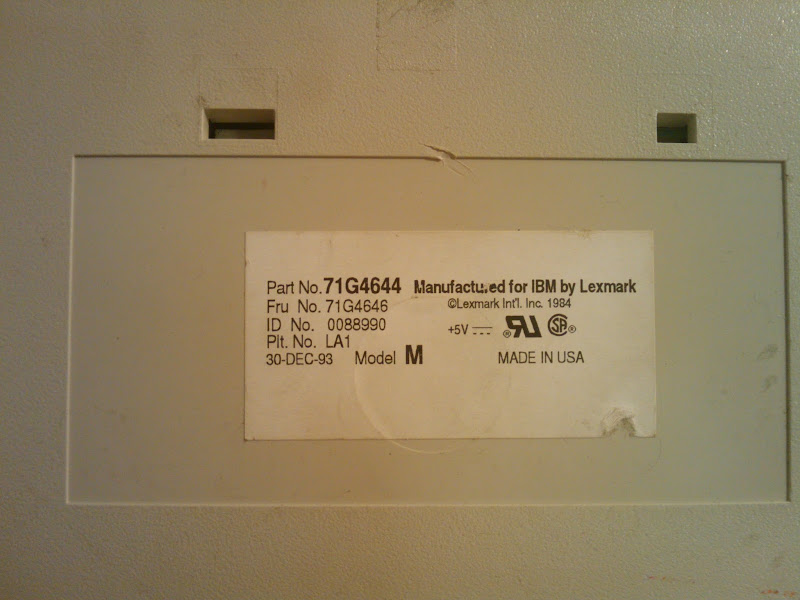 Part No. 71G4644 Manufactured for IBM by Lexmark
Fru No. 71G4646 ©Lexmark Int'l. Inc. 1984
ID No. 0088990
+5V
Plt. No. LA1
30-DEC-93 Model M MADE IN USA